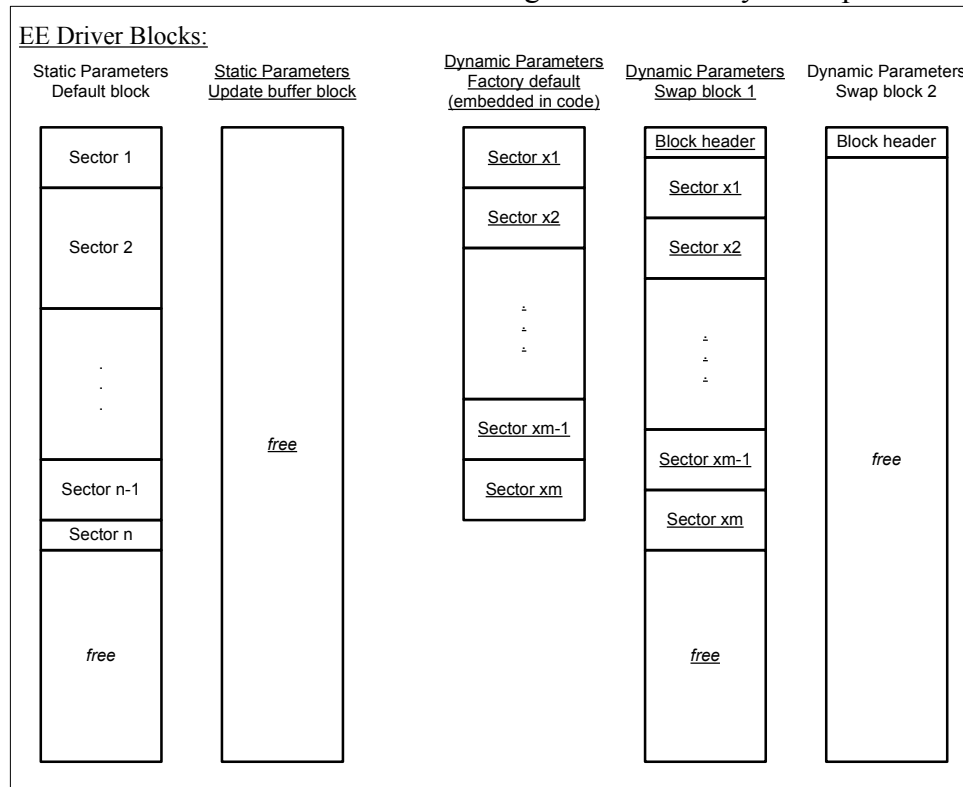 EE Driver Blocks:
Static Parameters
Default block
Sector 1
Sector 2
.
.
.
Sector n-1
Sector n
free
Static Parameters
Update buffer block
free
Dynamic Parameters
Factory default
(embedded in code)
Sector x1
Sector x2
.
.
.
Sector xm-1
Sector xm
Dynamic Parameters
Swap block 1
Block header
Sector x1
Sector x2
.
.
.
Sector xm-1
Sector xm
free
Dynamic Parameters
Swap block 2
Block header
free